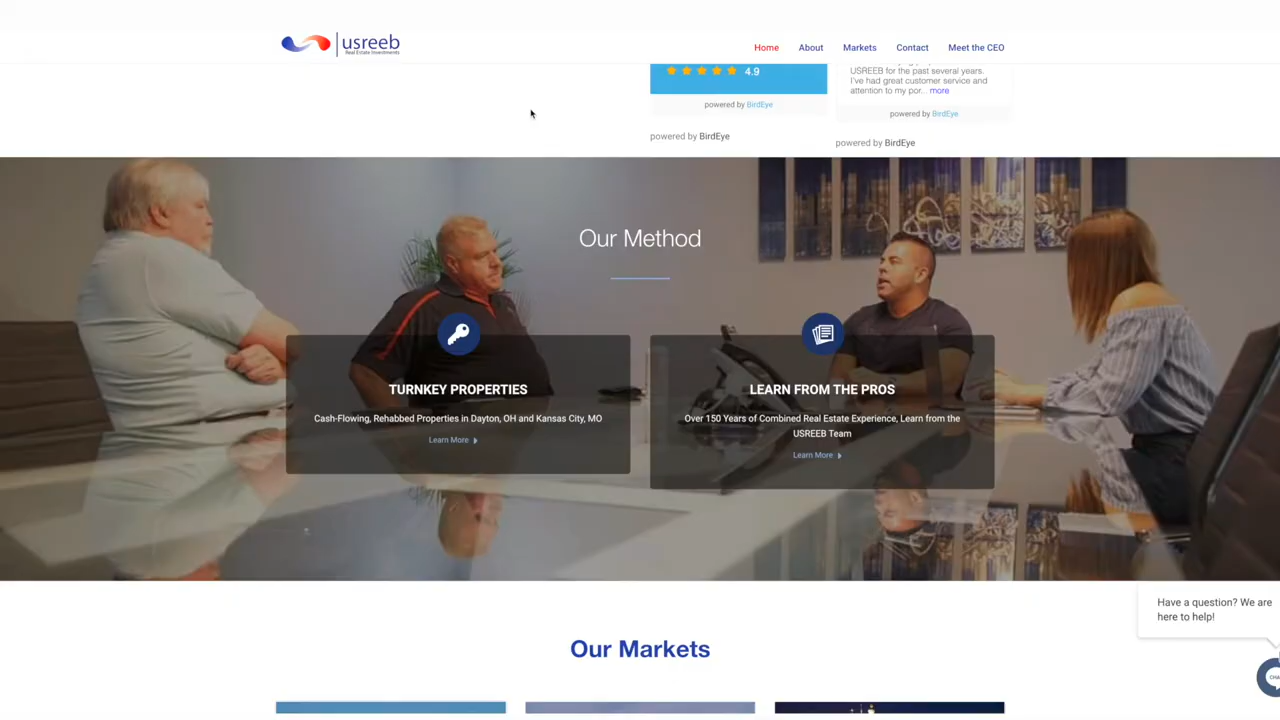 usreeb
Real Estate Investments
Home
About
Markets
Contact
Meet the CEO
4.9
powered by BirdEye
powered by BirdEye
USREEB for the past several years.
I've had great customer service and
attention to my por... more
powered by BirdEye
powered by BirdEye
Our Method
TURNKEY PROPERTIES
Cash-Flowing, Rehabbed Properties in Dayton, OH and Kansas City, MO
Learn More
LEARN FROM THE PROS
Over 150 Years of Combined Real Estate Experience, Learn from the
USREEB Team
Learn More
Have a question? We are
here to help!
Our Markets